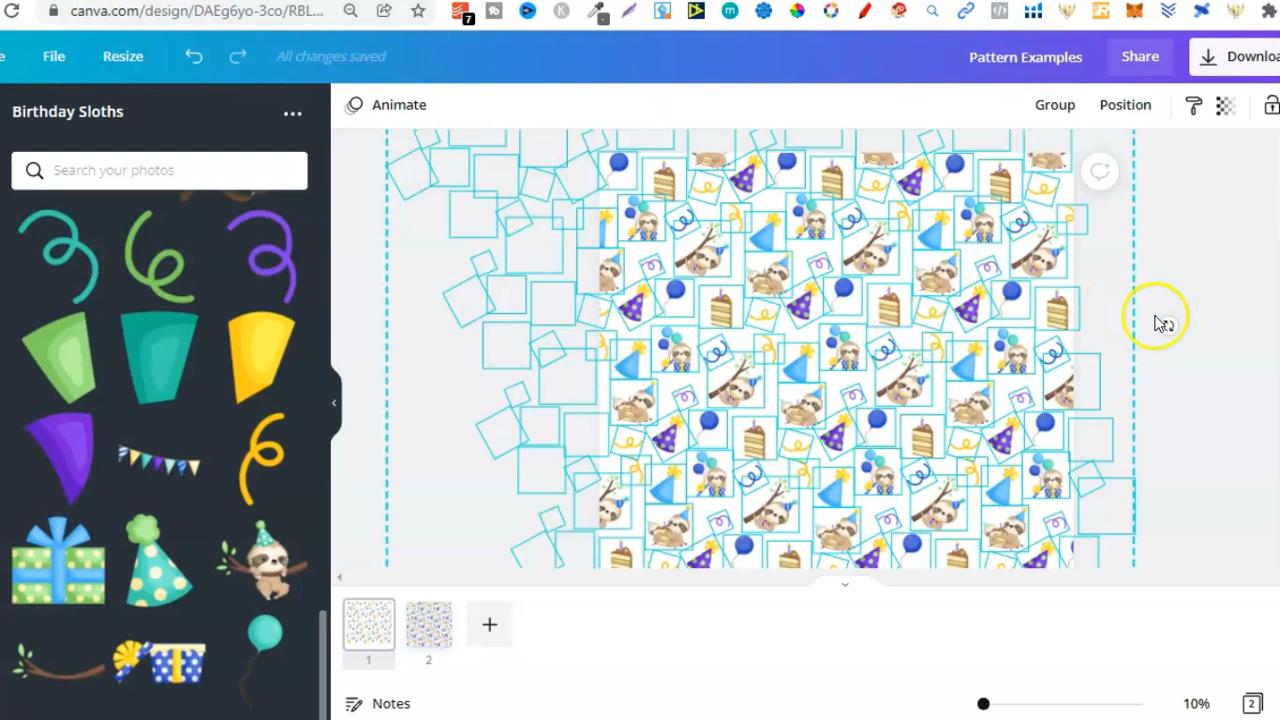 canva.com/design/DAEg6yo-3co/RBL...
7
File
Resize
All changes saved
Pattern Examples
Share
Downloa
Birthday Sloths
Animate
Group
Position
Search your photos
1
2
Notes
10%
2